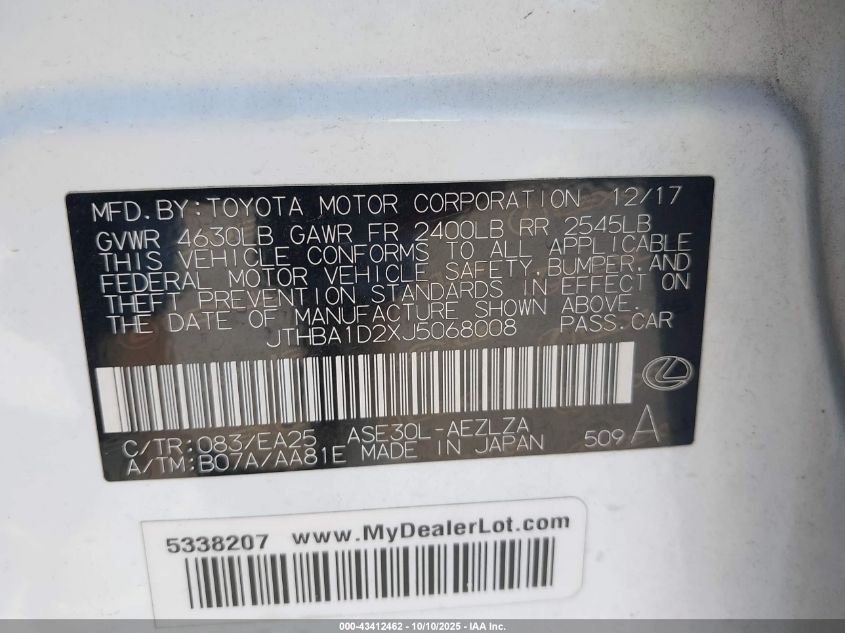 MFD. BY: TOYOTA MOTOR CORPORATION 12/17
GVWR 4630LB GAWR FR 2400LB RR 2545LB
THIS VEHICLE CONFORMS TO ALL APPLICABLE
FEDERAL MOTOR VEHICLE SAFETY, BUMPER, AND
THEFT PREVENTION STANDARDS IN EFFECT ON
THE DATE OF MANUFACTURE SHOWN ABOVE.
JTHBA1D2XJ5068008 PASS. CAR
C/TR: 083/EA25 ASE30L-AEZLZA
A/TM: B07A/AA81E MADE IN JAPAN 509 A
5338207 www.MyDealerLot.com
000-43412462 - 10/10/2025 - IAA Inc.